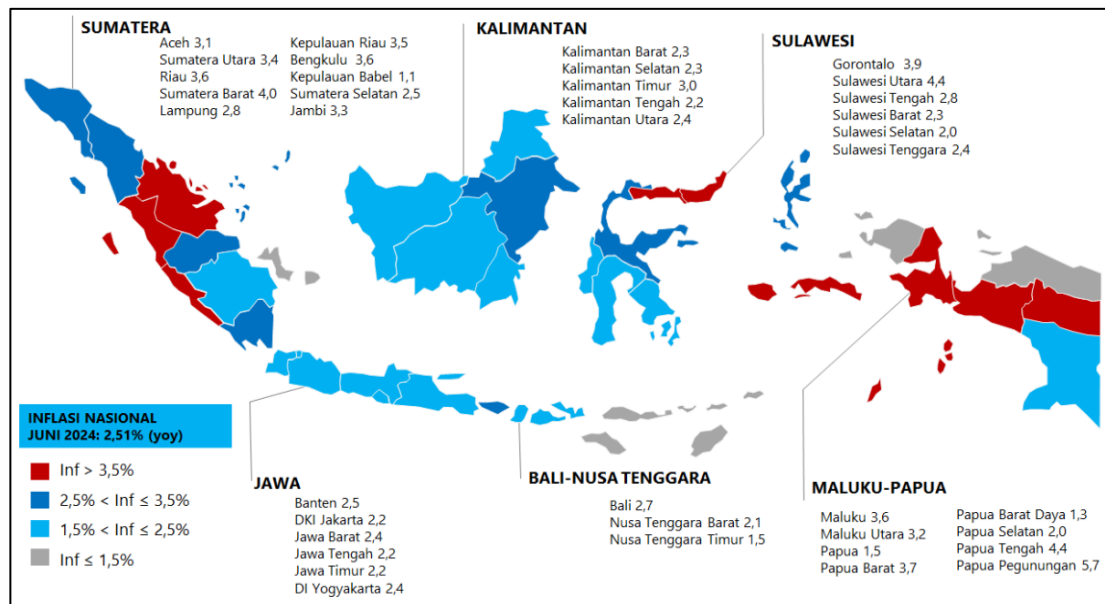 SUMATERA
Aceh 3,1
Sumatera Utara 3,4
Riau 3,6
Sumatera Barat 4,0
Lampung 2,8
Kepulauan Riau 3,5
Bengkulu 3,6
Kepulauan Babel 1,1
Sumatera Selatan 2,5
Jambi 3,3
KALIMANTAN
Kalimantan Barat 2,3
Kalimantan Selatan 2,3
Kalimantan Timur 3,0
Kalimantan Tengah 2,2
Kalimantan Utara 2,4
SULAWESI
Gorontalo 3,9
Sulawesi Utara 4,4
Sulawesi Tengah 2,8
Sulawesi Barat 2,3
Sulawesi Selatan 2,0
Sulawesi Tenggara 2,4
INFLASI NASIONAL
JUNI 2024: 2,51% (yoy)
Inf > 3,5%
2,5% < Inf ≤ 3,5%
1,5% < Inf ≤ 2,5%
Inf ≤ 1,5%
JAWA
Banten 2,5
DKI Jakarta 2,2
Jawa Barat 2,4
Jawa Tengah 2,2
Jawa Timur 2,2
DI Yogyakarta 2,4
BALI-NUSA TENGGARA
Bali 2,7
Nusa Tenggara Barat 2,1
Nusa Tenggara Timur 1,5
MALUKU-PAPUA
Maluku 3,6
Maluku Utara 3,2
Papua 1,5
Papua Barat 3,7
Papua Barat Daya 1,3
Papua Selatan 2,0
Papua Tengah 4,4
Papua Pegunungan 5,7